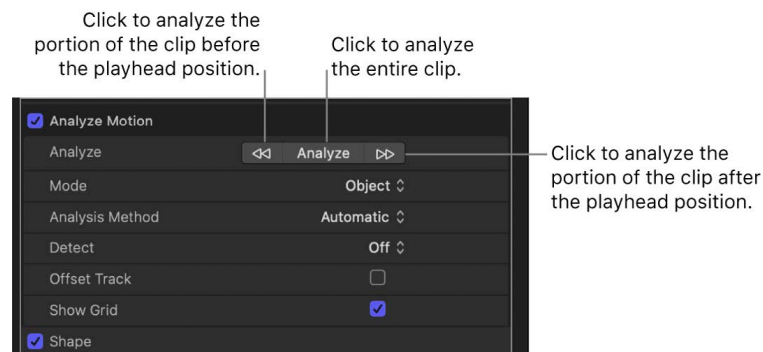 Click to analyze the
portion of the clip before
the playhead position.
Click to analyze
the entire clip.
Analyze Motion
Analyze
Analyze
Click to analyze the
portion of the clip after
the playhead position.
Mode
Object
Analysis Method
Automatic
Detect
Off
Offset Track
Show Grid
Shape